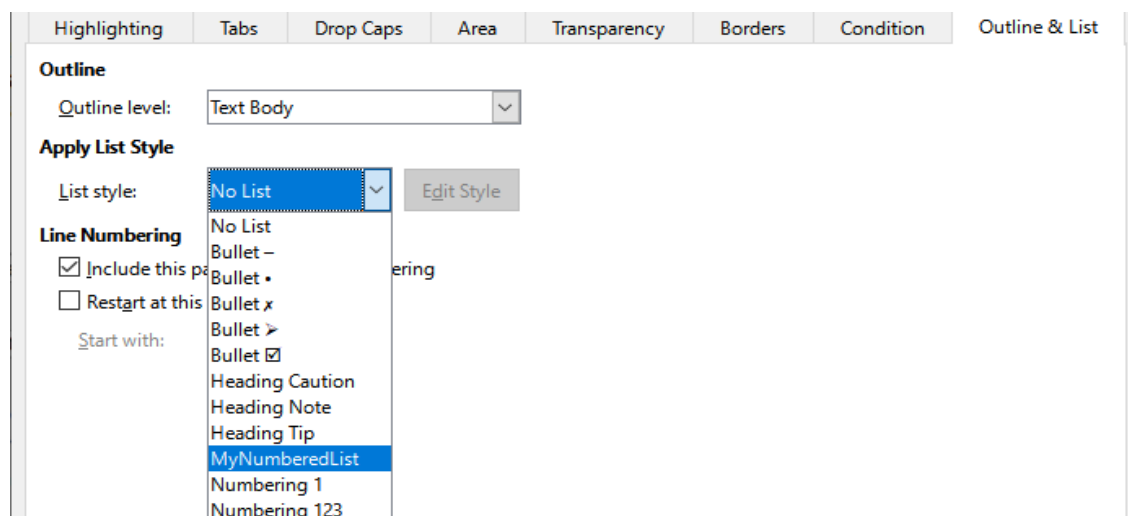 Highlighting Tabs Drop Caps Area Transparency Borders Condition Outline & List
Outline
Outline level: Text Body
Apply List Style
List style: No List Edit Style
No List
Line Numbering
Bullet –
Include this pa ering
Bullet •
Restart at this Bullet ✗
Bullet ➢
Start with:
Bullet ☑
Heading Caution
Heading Note
Heading Tip
MyNumberedList
Numbering 1
Numbering 123